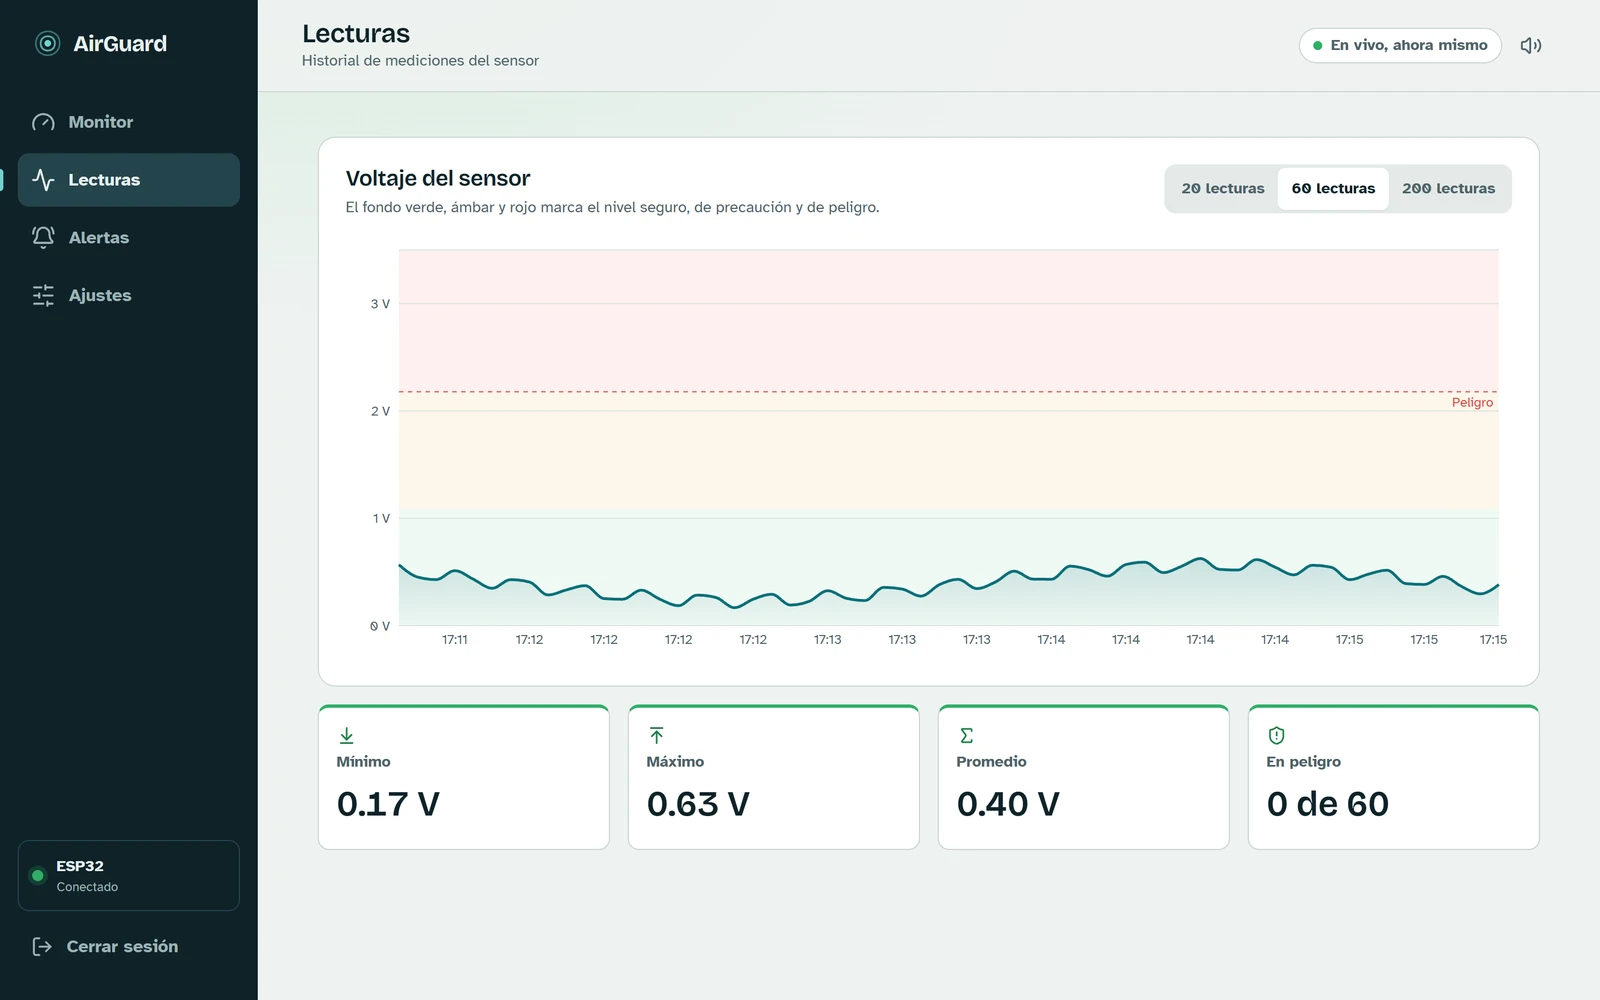 AirGuard
Monitor
Lecturas
Alertas
Ajustes
ESP32
Conectado
Cerrar sesión
Lecturas
Historial de mediciones del sensor
En vivo, ahora mismo
Voltaje del sensor
El fondo verde, ámbar y rojo marca el nivel seguro, de precaución y de peligro.
20 lecturas 60 lecturas 200 lecturas
3 V
Peligro
2 V
1 V
0 V
17:11 17:12 17:12 17:12 17:12 17:13 17:13 17:13 17:14 17:14 17:14 17:14 17:15 17:15 17:15
Mínimo
0.17 V
Máximo
0.63 V
Promedio
0.40 V
En peligro
0 de 60